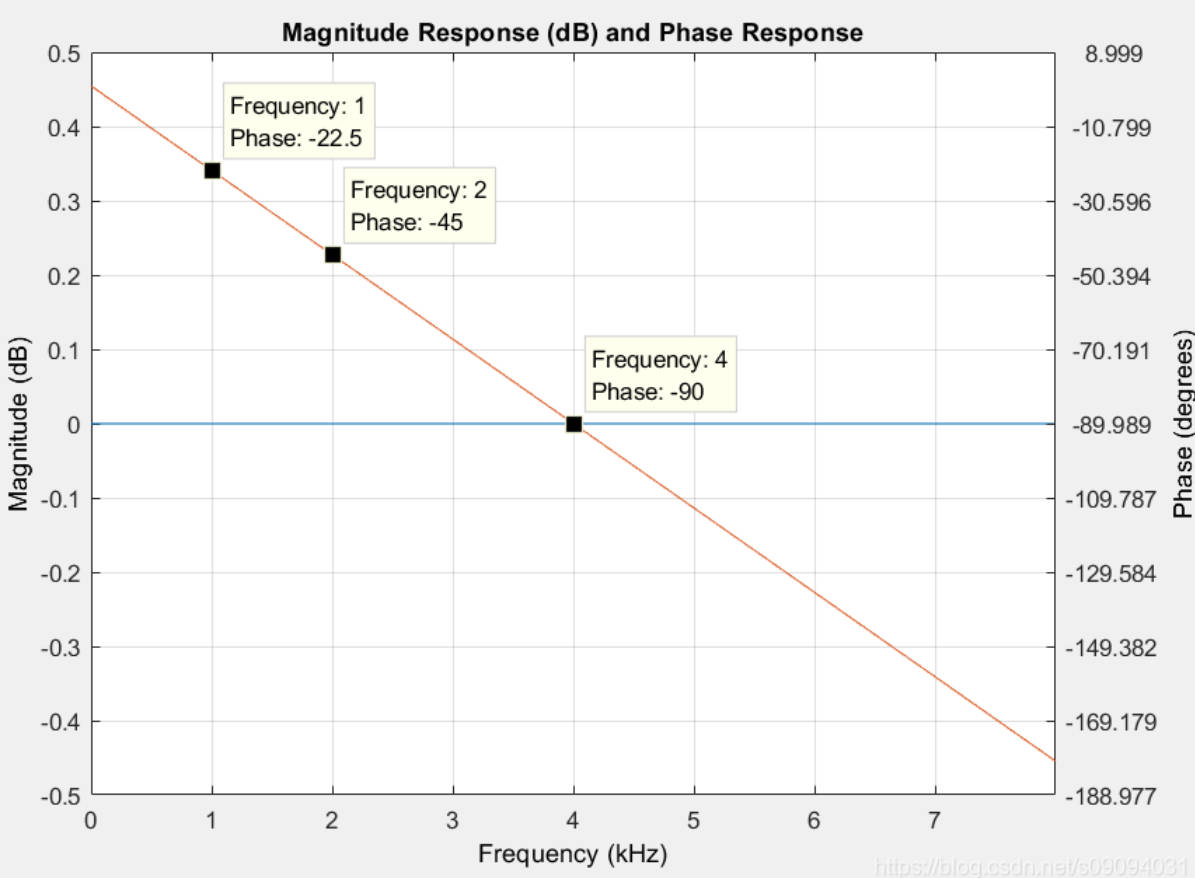 Magnitude Response (dB) and Phase Response
0.5
0.4
0.3
0.2
0.1
0
-0.1
-0.2
-0.3
-0.4
-0.5
Magnitude (dB)
Frequency: 1
Phase: -22.5
Frequency: 2
Phase: -45
Frequency: 4
Phase: -90
8.999
-10.799
-30.596
-50.394
-70.191
-89.989
-109.787
-129.584
-149.382
-169.179
-188.977
Phase (degrees)
0 1 2 3 4 5 6 7
Frequency (kHz)
https://blog.csdn.net/s09094031